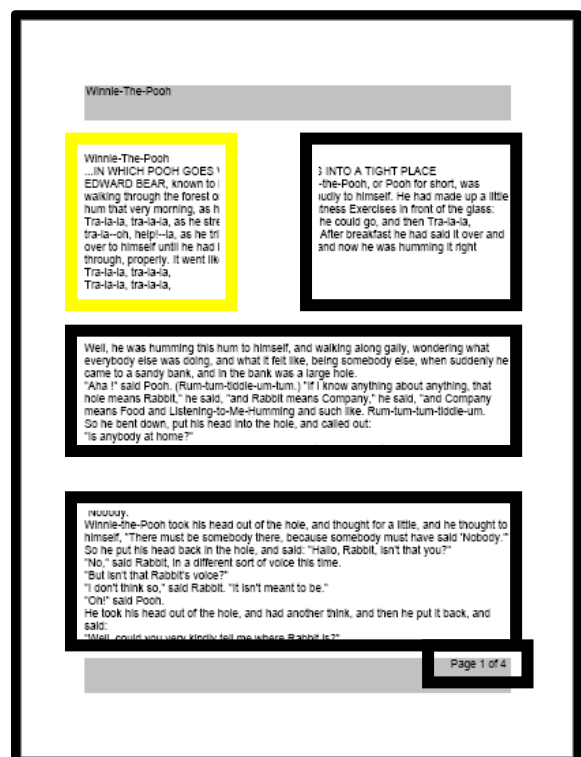 Winnie-The-Pooh
Winnie-The-Pooh
...IN WHICH POOH GOES
EDWARD BEAR, known to
walking through the forest
hum that very morning, as
Tra-la-la, tra-la-la, as he
tra-la--oh, help!--la, as he
over to himself until he had
through, properly. It went
Tra-la-la, tra-la-la,
Tra-la-la, tra-la-la,
INTO A TIGHT PLACE
-the-Pooh, or Pooh for short, was
to himself. He had made up a little
Exercises in front of the glass:
he could go, and then Tra-la-la,
After breakfast he had said it over and
and now he was humming it right
Well, he was humming this hum to himself, and walking along gaily, wondering what
everybody else was doing, and what it felt like, being somebody else, when suddenly he
came to a sandy bank, and in the bank was a large hole.
"Aha !" said Pooh. (Rum-tum-tiddle-um-tum.) "If I know anything about anything, that
hole means Rabbit," he said, "and Rabbit means Company," he said, "and Company
means Food and Listening-to-Me-Humming and such like. Rum-tum-tum-tiddle-um.
So he bent down, put his head into the hole, and called out:
"Is anybody at home?"
"Nobody."
Winnie-the-Pooh took his head out of the hole, and thought for a little, and he thought to
himself, "There must be somebody there, because somebody must have said 'Nobody.'"
So he put his head back in the hole, and said: "Hallo, Rabbit, isn't that you?"
"No," said Rabbit, in a different sort of voice this time.
"But isn't that Rabbit's voice?"
"I don't think so," said Rabbit. "It isn't meant to be."
"Oh!" said Pooh.
He took his head out of the hole, and had another think, and then he put it back, and
said:
"Well, could you very kindly tell me where Rabbit is?"
Page 1 of 4